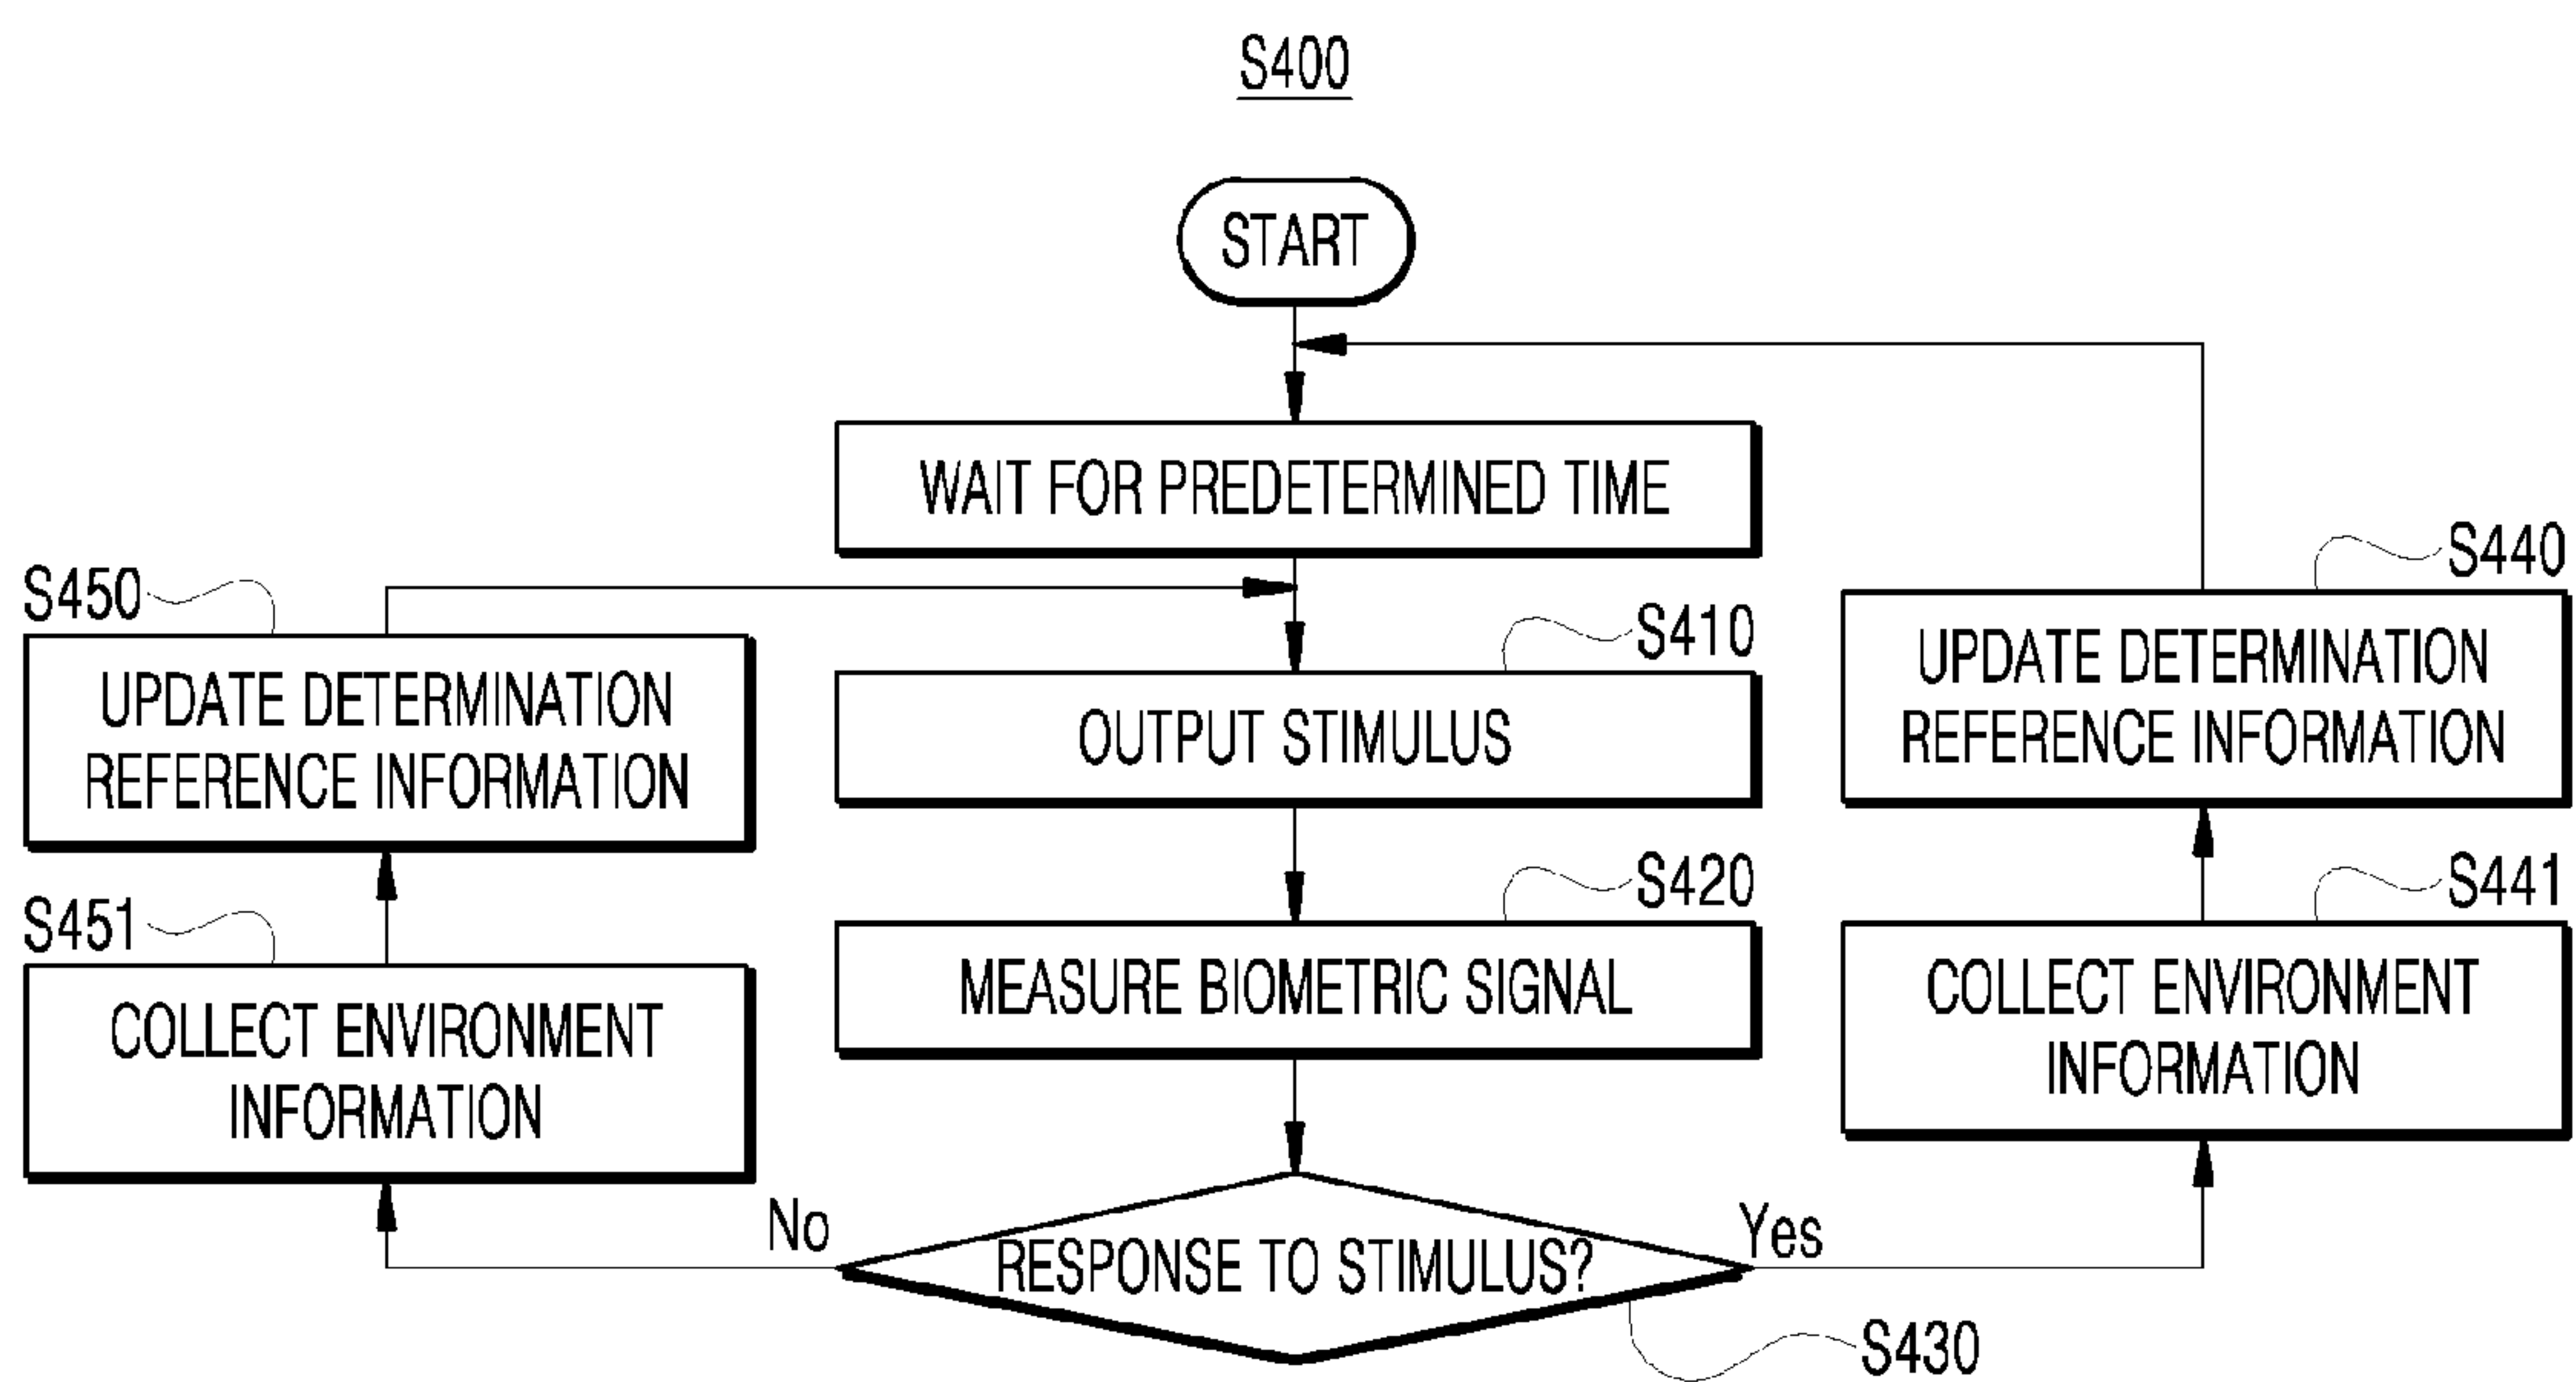 S400
START
WAIT FOR PREDETERMINED TIME
S450
UPDATE DETERMINATION
REFERENCE INFORMATION
S451
COLLECT ENVIRONMENT
INFORMATION
S410
OUTPUT STIMULUS
S420
MEASURE BIOMETRIC SIGNAL
No
RESPONSE TO STIMULUS?
Yes
S430
S440
UPDATE DETERMINATION
REFERENCE INFORMATION
S441
COLLECT ENVIRONMENT
INFORMATION